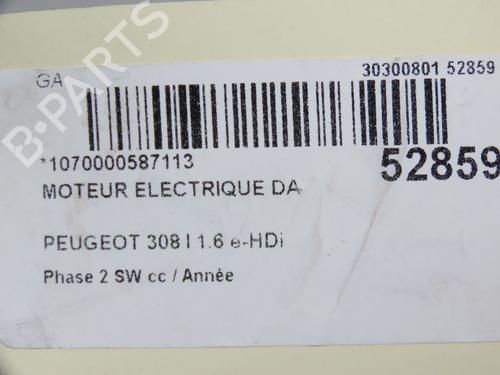 GA
30300801 52859
*1070000587113
52859
MOTEUR ELECTRIQUE DA
PEUGEOT 308 I 1.6 e-HDi
Phase 2 SW cc / Année
B-PARTS